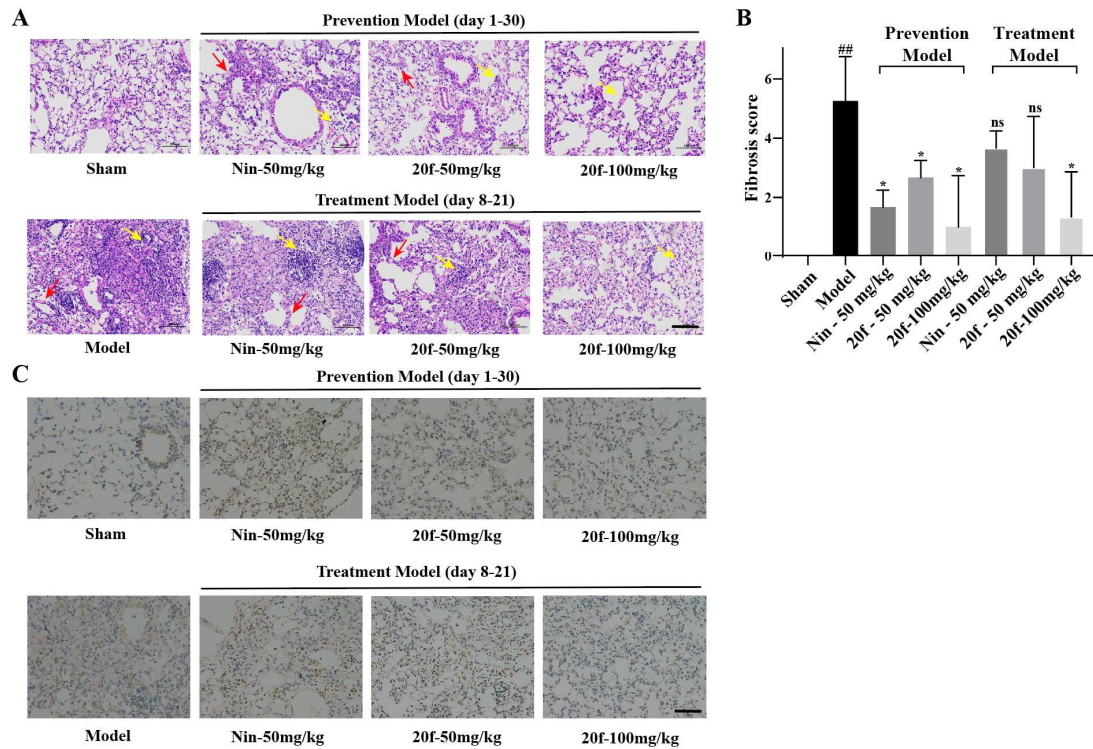 A
Prevention Model (day 1-30)
Sham
Nin-50mg/kg
20f-50mg/kg
20f-100mg/kg
Treatment Model (day 8-21)
Model
Nin-50mg/kg
20f-50mg/kg
20f-100mg/kg
B
Prevention
Model
Treatment
Model
##
*
*
*
ns
ns
*
Fibrosis score
6
4
2
0
Sham
Model
Nin - 50 mg/kg
20f - 50 mg/kg
20f-100mg/kg
Nin - 50 mg/kg
20f - 50 mg/kg
20f-100mg/kg
C
Prevention Model (day 1-30)
Sham
Nin-50mg/kg
20f-50mg/kg
20f-100mg/kg
Treatment Model (day 8-21)
Model
Nin-50mg/kg
20f-50mg/kg
20f-100mg/kg